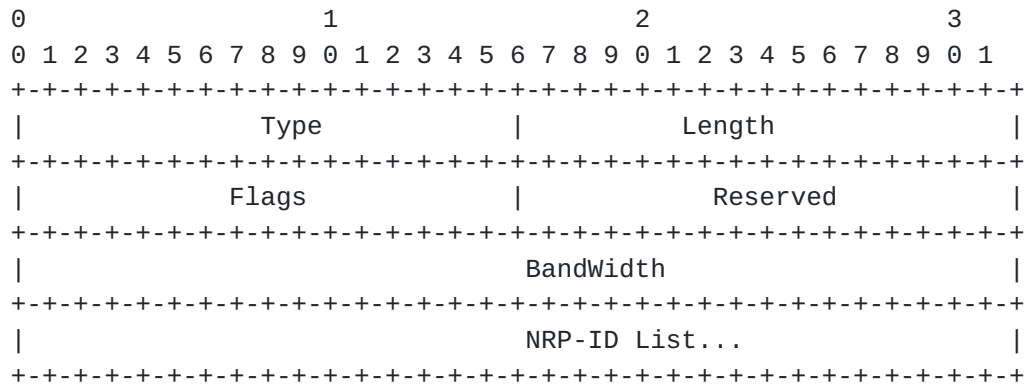 0                   1                   2                   3
0 1 2 3 4 5 6 7 8 9 0 1 2 3 4 5 6 7 8 9 0 1 2 3 4 5 6 7 8 9 0 1
+-+-+-+-+-+-+-+-+-+-+-+-+-+-+-+-+-+-+-+-+-+-+-+-+-+-+-+-+-+-+-+-+
|               Type            |          Length               |
+-+-+-+-+-+-+-+-+-+-+-+-+-+-+-+-+-+-+-+-+-+-+-+-+-+-+-+-+-+-+-+-+
|             Flags             |            Reserved           |
+-+-+-+-+-+-+-+-+-+-+-+-+-+-+-+-+-+-+-+-+-+-+-+-+-+-+-+-+-+-+-+-+
|                                BandWidth                      |
+-+-+-+-+-+-+-+-+-+-+-+-+-+-+-+-+-+-+-+-+-+-+-+-+-+-+-+-+-+-+-+-+
|                                NRP-ID List...                 |
+-+-+-+-+-+-+-+-+-+-+-+-+-+-+-+-+-+-+-+-+-+-+-+-+-+-+-+-+-+-+-+-+